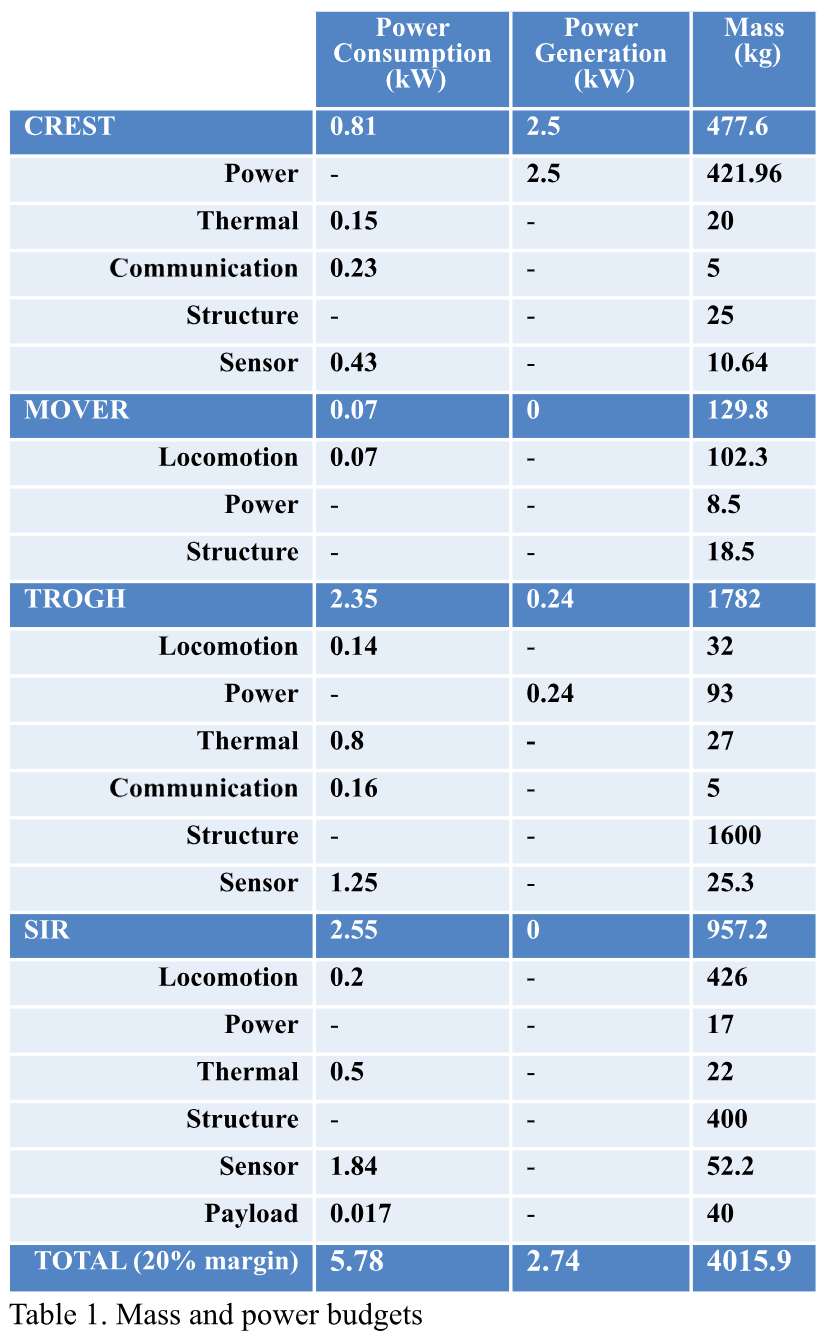 Power Consumption (kW) Power Generation (kW) Mass (kg)
CREST 0.81 2.5 477.6
Power - 2.5 421.96
Thermal 0.15 - 20
Communication 0.23 - 5
Structure - - 25
Sensor 0.43 - 10.64
MOVER 0.07 0 129.8
Locomotion 0.07 - 102.3
Power - - 8.5
Structure - - 18.5
TROGH 2.35 0.24 1782
Locomotion 0.14 - 32
Power - 0.24 93
Thermal 0.8 - 27
Communication 0.16 - 5
Structure - - 1600
Sensor 1.25 - 25.3
SIR 2.55 0 957.2
Locomotion 0.2 - 426
Power - - 17
Thermal 0.5 - 22
Structure - - 400
Sensor 1.84 - 52.2
Payload 0.017 - 40
TOTAL (20% margin) 5.78 2.74 4015.9
Table 1. Mass and power budgets